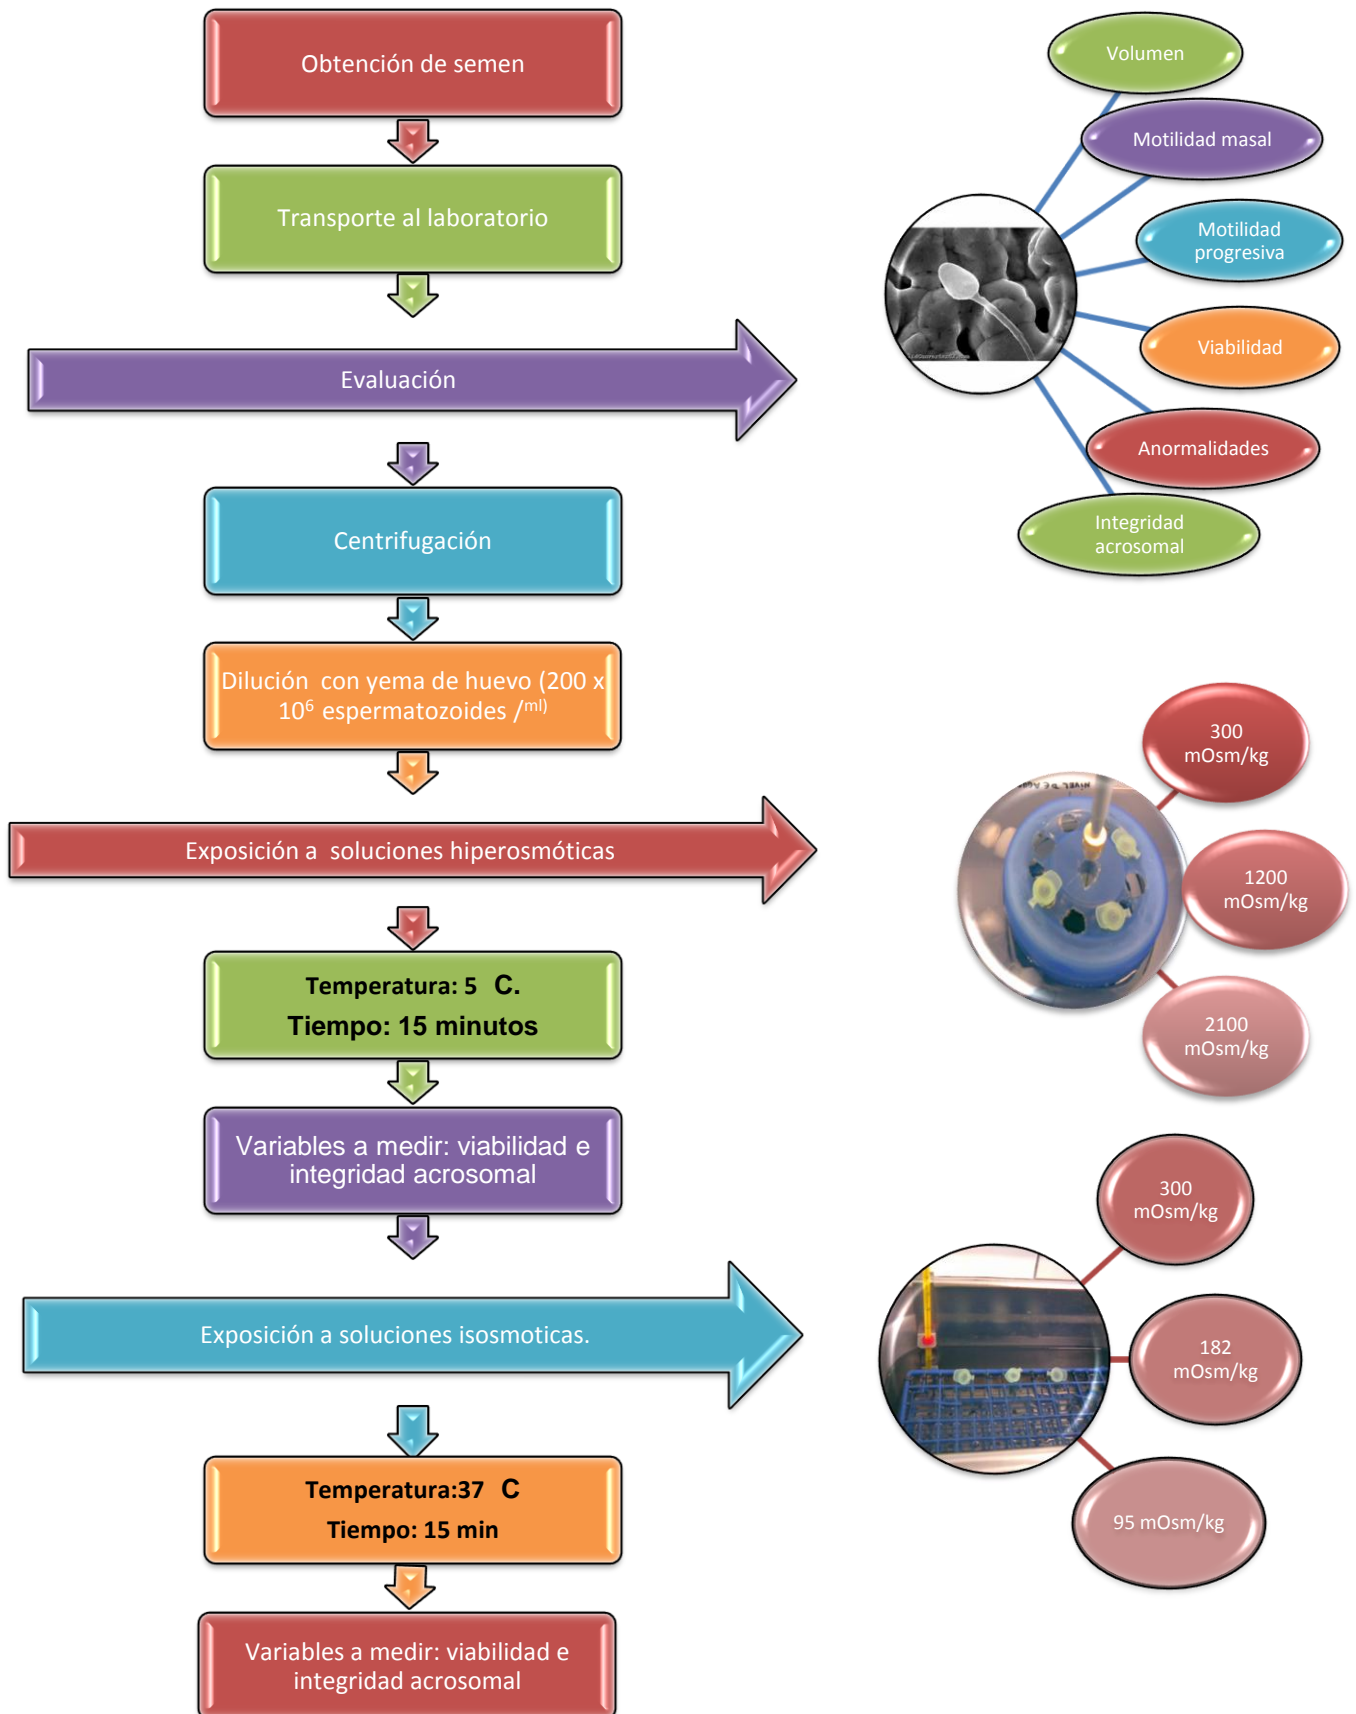 Obtención de semen
Transporte al laboratorio
Evaluación
Centrifugación
Dilución con yema de huevo (200 x
10⁶ espermatozoides /ml)
Exposición a soluciones hiperosmóticas
Temperatura: 5 C.
Tiempo: 15 minutos
Variables a medir: viabilidad e
integridad acrosomal
Exposición a soluciones isosmoticas.
Temperatura:37 C
Tiempo: 15 min
Variables a medir: viabilidad e
integridad acrosomal
Volumen
Motilidad masal
Motilidad
progresiva
Viabilidad
Anormalidades
Integridad
acrosomal
300
mOsm/kg
1200
mOsm/kg
2100
mOsm/kg
NIVEL DE AGUA
300
mOsm/kg
182
mOsm/kg
95 mOsm/kg